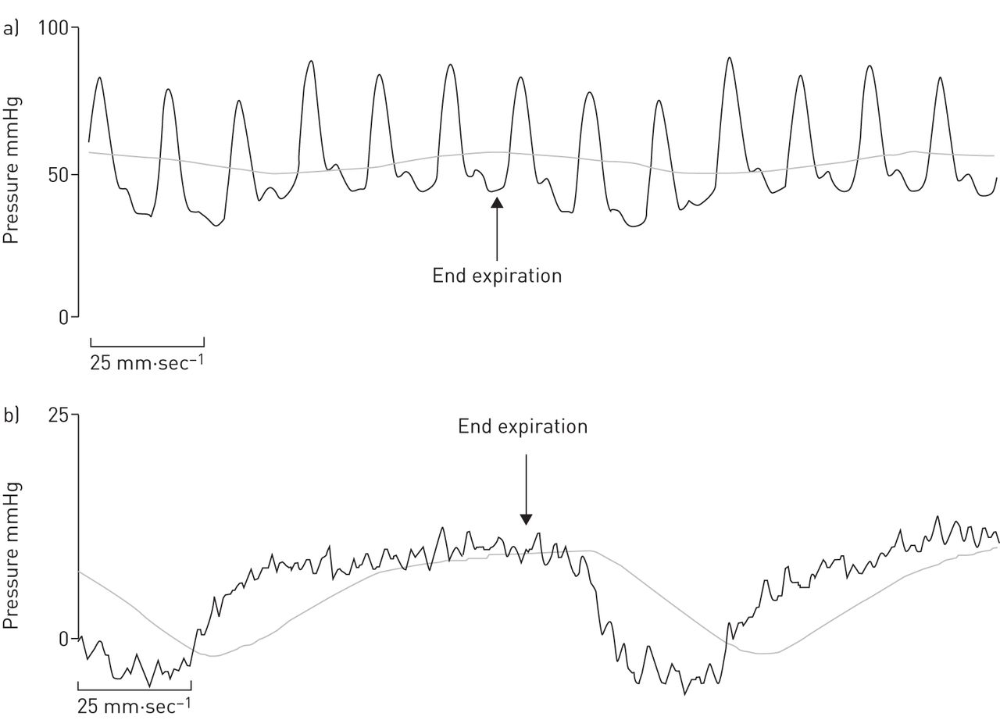 a)
100
50
0
Pressure mmHg
End expiration
25 mm·sec⁻¹
b)
25
0
Pressure mmHg
End expiration
25 mm·sec⁻¹